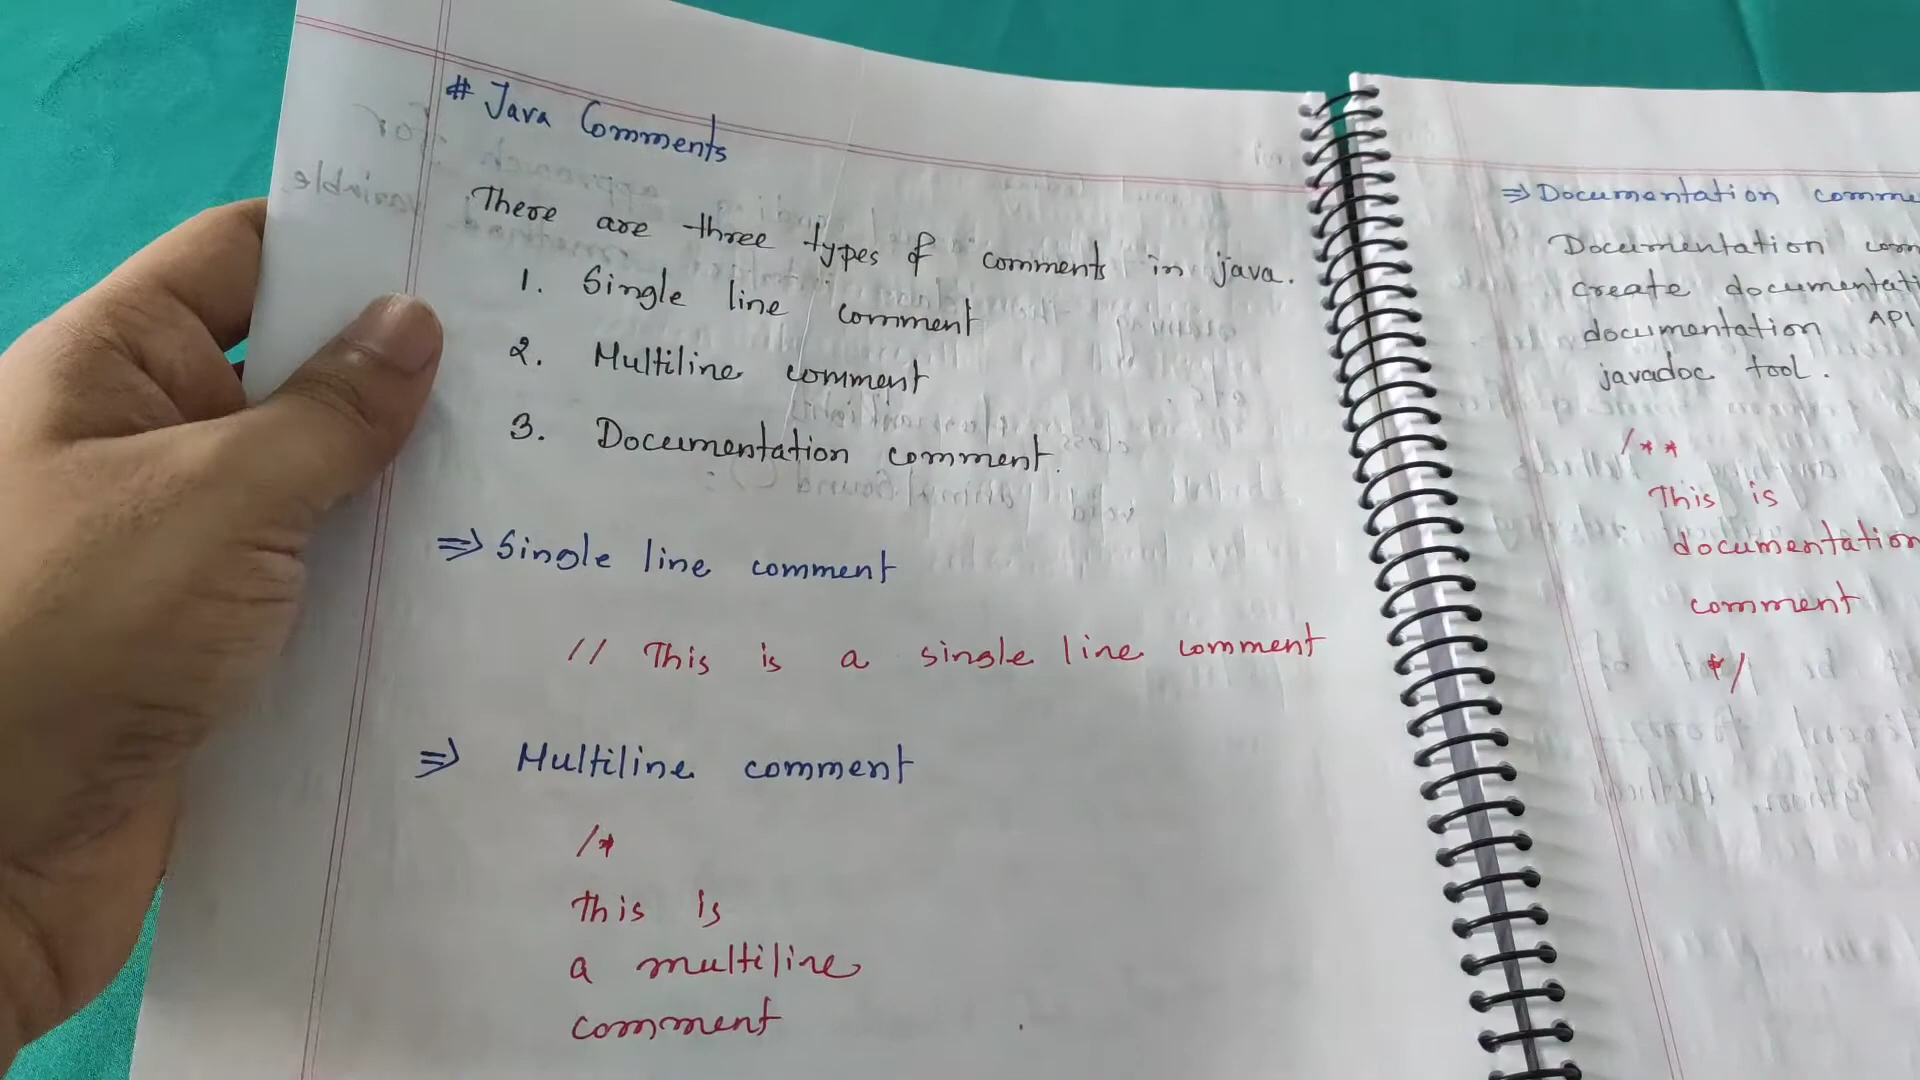 # Java Comments
There are three types of comments in java.
1. Single line comment
2. Multiline comment
3. Documentation comment.
⇒ Single line comment
// This is a single line comment
⇒ Multiline comment
/*
this is
a multiline
comment
⇒ Documentation
Documentation
create
documentation API
javadoc tool.
/**
This is
documentation
comment
*/